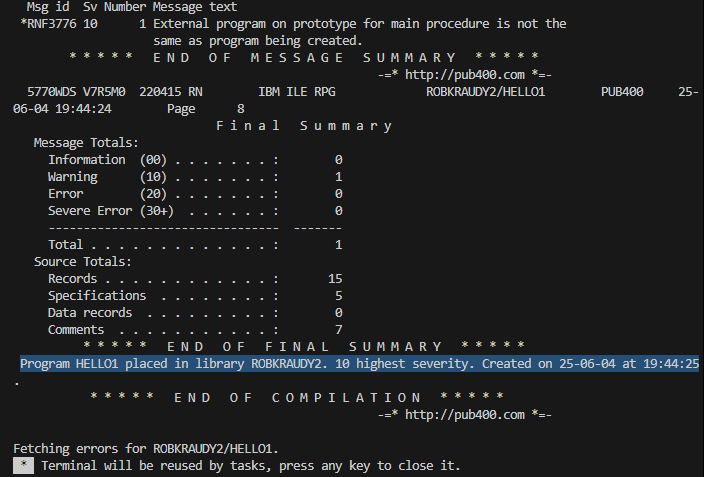 Msg id  Sv Number Message text
*RNF3776 10      1 External program on prototype for main procedure is not the
same as program being created.
* * * * *   E N D   O F   M E S S A G E   S U M M A R Y   * * * * *
-=* http://pub400.com *=-
5770WDS V7R5M0  220415 RN        IBM ILE RPG             ROBKRAUDY2/HELLO1        PUB400     25-
06-04 19:44:24        Page      8
F i n a l   S u m m a r y
Message Totals:
Information  (00) . . . . . . . :        0
Warning      (10) . . . . . . . :        1
Error        (20) . . . . . . . :        0
Severe Error (30+)  . . . . . . :        0
---------------------------------  -------
Total . . . . . . . . . . . . . :        1
Source Totals:
Records . . . . . . . . . . . . :       15
Specifications  . . . . . . . . :        5
Data records  . . . . . . . . . :        0
Comments  . . . . . . . . . . . :        7
* * * * *   E N D   O F   F I N A L   S U M M A R Y   * * * * *
Program HELLO1 placed in library ROBKRAUDY2. 10 highest severity. Created on 25-06-04 at 19:44:25
.
* * * * *   E N D   O F   C O M P I L A T I O N   * * * * *
-=* http://pub400.com *=-
Fetching errors for ROBKRAUDY2/HELLO1.
*  Terminal will be reused by tasks, press any key to close it.